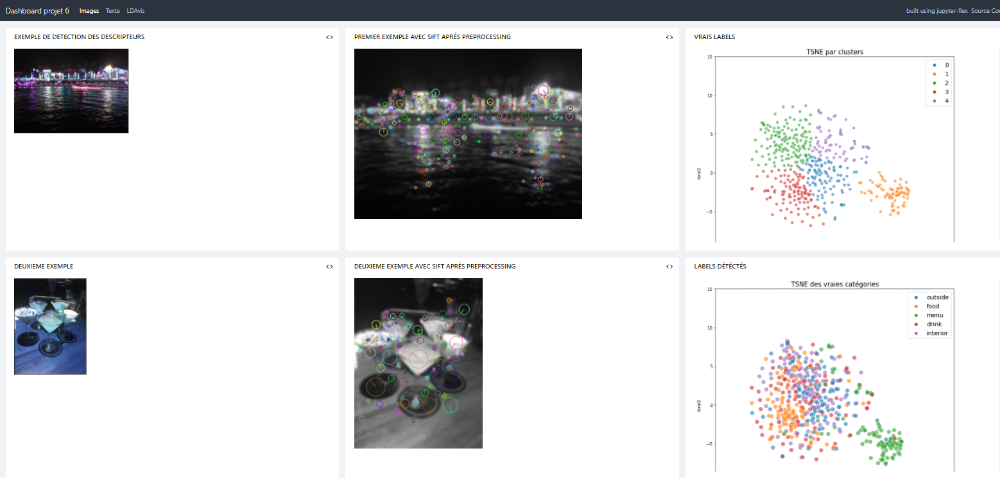 Dashboard projet 6 Images Texte LDAvis built using jupyter-flex Source
EXEMPLE DE DETECTION DES DESCRIPTEURS
PREMIER EXEMPLE AVEC SIFT APRÈS PREPROCESSING
VRAIS LABELS
TSNE par clusters
15
10
5
0
−5
tsne2
0
1
2
3
4
DEUXIEME EXEMPLE
DEUXIEME EXEMPLE AVEC SIFT APRÈS PREPROCESSING
LABELS DÉTÉCTÉS
TSNE des vraies catégories
15
10
5
0
−5
tsne2
outside
food
menu
drink
interior